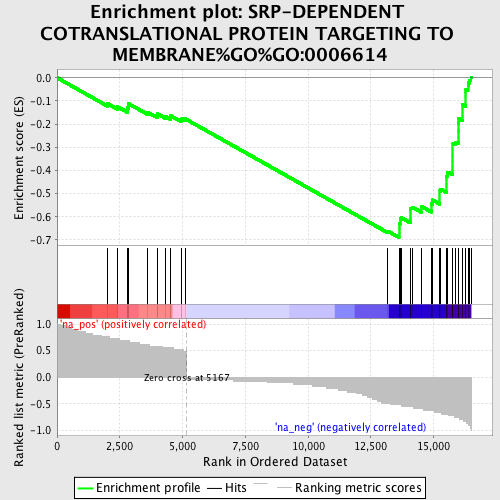 Enrichment plot: SRP-DEPENDENT
COTRANSLATIONAL PROTEIN TARGETING TO
MEMBRANE%GO%GO:0006614
Enrichment score (ES)
0.0
-0.1
-0.2
-0.3
-0.4
-0.5
-0.6
-0.7
'na_pos' (positively correlated)
Ranked list metric (PreRanked)
1.0
0.5
0.0
-0.5
-1.0
Zero cross at 5167
'na_neg' (negatively correlated)
0
2,500
5,000
7,500
10,000
12,500
15,000
Rank in Ordered Dataset
Enrichment profile
Hits
Ranking metric scores